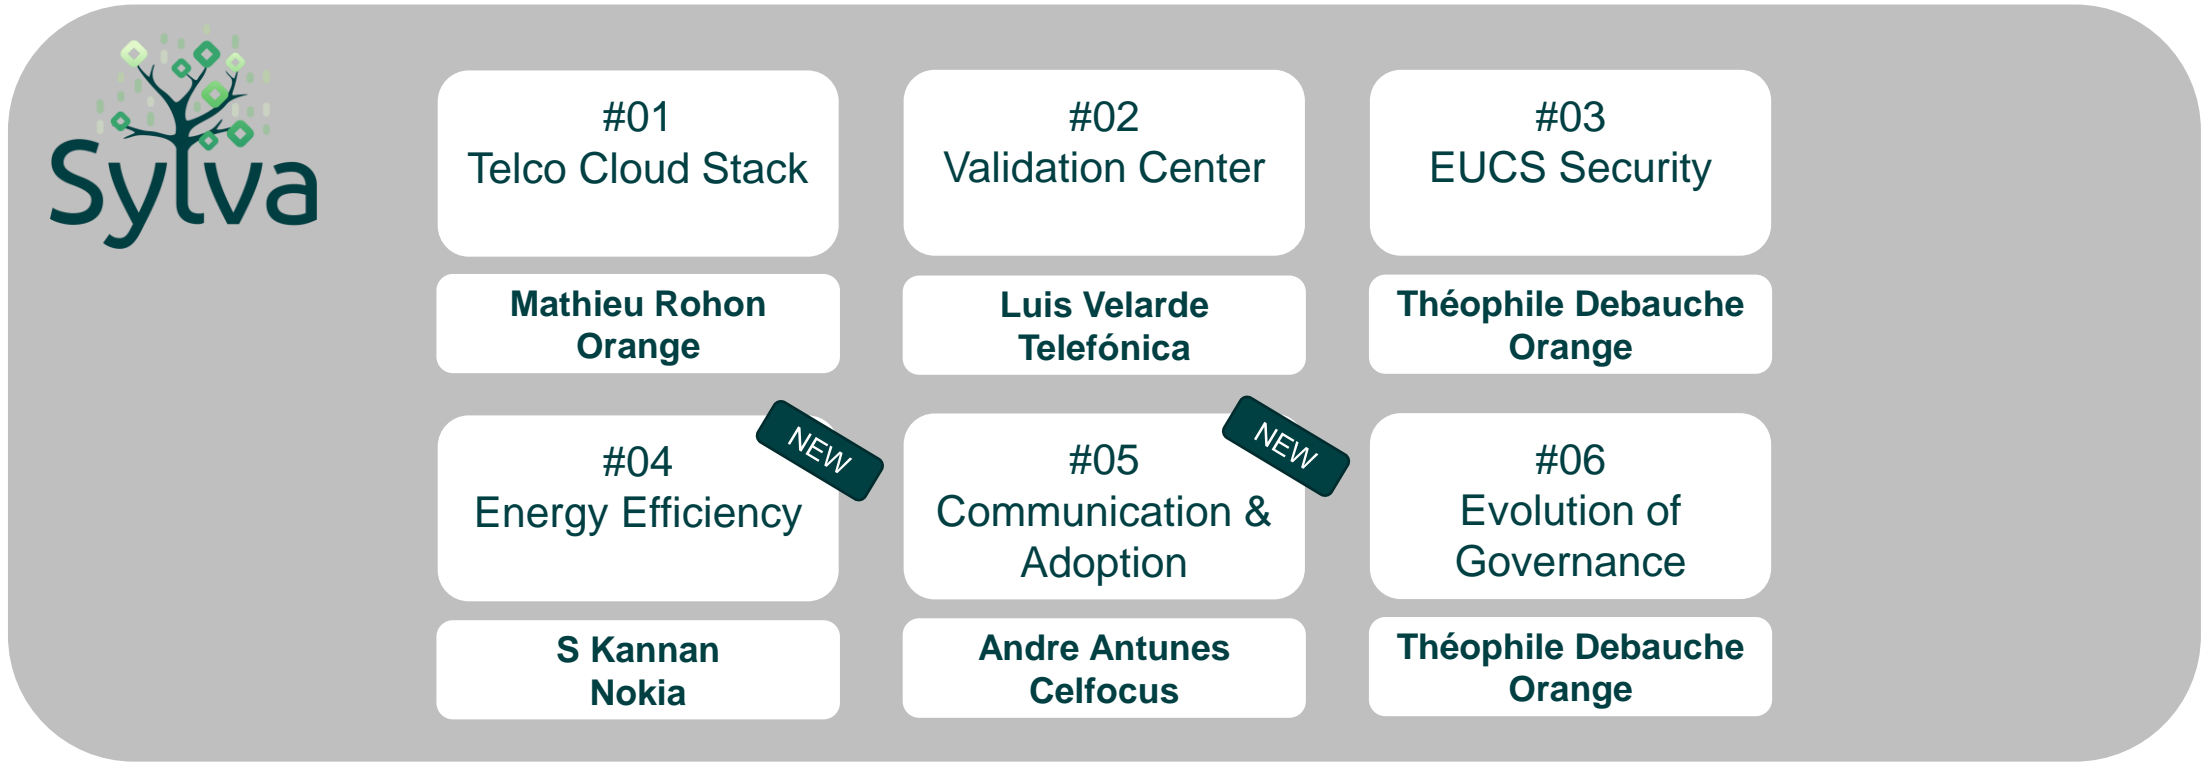 Sylva
#01
Telco Cloud Stack
#02
Validation Center
#03
EUCS Security
Mathieu Rohon
Orange
Luis Velarde
Telefónica
Théophile Debauche
Orange
#04
Energy Efficiency
NEW
#05
Communication &
Adoption
NEW
#06
Evolution of
Governance
S Kannan
Nokia
Andre Antunes
Celfocus
Théophile Debauche
Orange